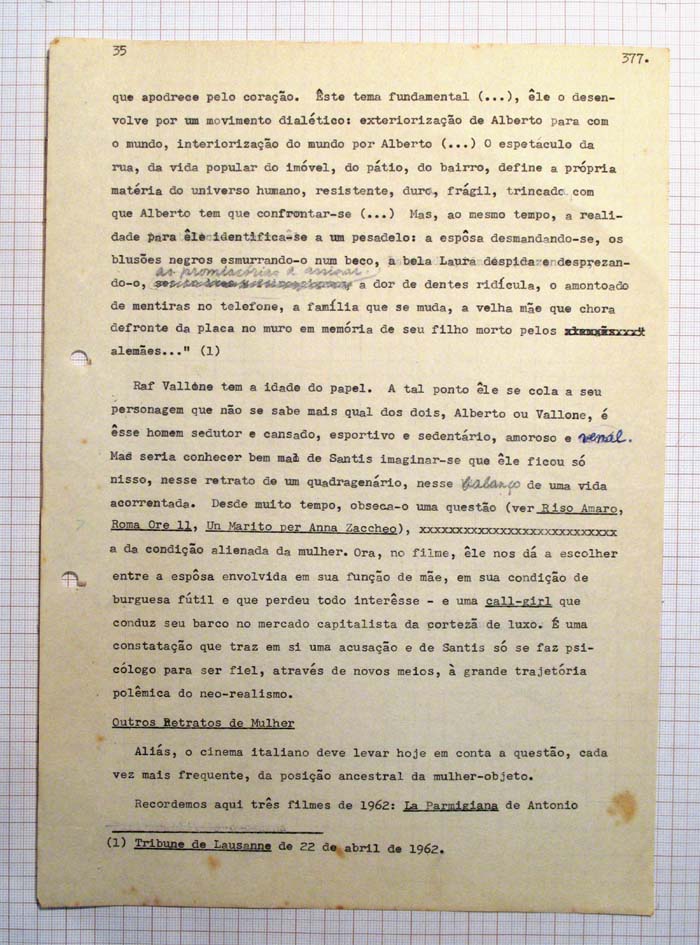 35
377.
que apodrece pelo coração. Êste tema fundamental (...), êle o desen-
volve por um movimento dialético: exteriorização de Alberto para com
o mundo, interiorização do mundo por Alberto (...) O espetáculo da
rua, da vida popular do imóvel, do pátio, do bairro, define a própria
matéria do universo humano, resistente, duro, frágil, trincado com
que Alberto tem que confrontar-se (...) Mas, ao mesmo tempo, a reali-
dade para êle identifica-se a um pesadelo: a espôsa desmandando-se, os
blusões negros esmurrando-o num beco, a bela Laura despida e desprezan-
as promissórias a assinar.
do-o, a dor de dentes ridícula, o amontoado
de mentiras no telefone, a família que se muda, a velha mãe que chora
defronte da placa no muro em memória de seu filho morto pelos
alemães..." (1)
Raf Vallone tem a idade do papel. A tal ponto êle se cola a seu
personagem que não se sabe mais qual dos dois, Alberto ou Vallone, é
êsse homem sedutor e cansado, esportivo e sedentário, amoroso e venal.
Mas seria conhecer bem mal de Santis imaginar-se que êle ficou só
nisso, nesse retrato de um quadragenário, nesse balanço de uma vida
acorrentada. Desde muito tempo, obseca-o uma questão (ver Riso Amaro,
Roma Ore 11, Un Marito per Anna Zaccheo), xxxxxxxxxxxxxxxxxxxxxxxxxxxx
a da condição alienada da mulher. Ora, no filme, êle nos dá a escolher
entre a espôsa envolvida em sua função de mãe, em sua condição de
burguesa fútil e que perdeu todo interêsse - e uma call-girl que
conduz seu barco no mercado capitalista da cortezã de luxo. É uma
constatação que traz em si uma acusação e de Santis só se faz psi-
cólogo para ser fiel, através de novos meios, à grande trajetória
polêmica do neo-realismo.
Outros Retratos de Mulher
Aliás, o cinema italiano deve levar hoje em conta a questão, cada
vez mais frequente, da posição ancestral da mulher-objeto.
Recordemos aqui três filmes de 1962: La Parmigiana de Antonio
(1) Tribune de Lausanne de 22 de abril de 1962.